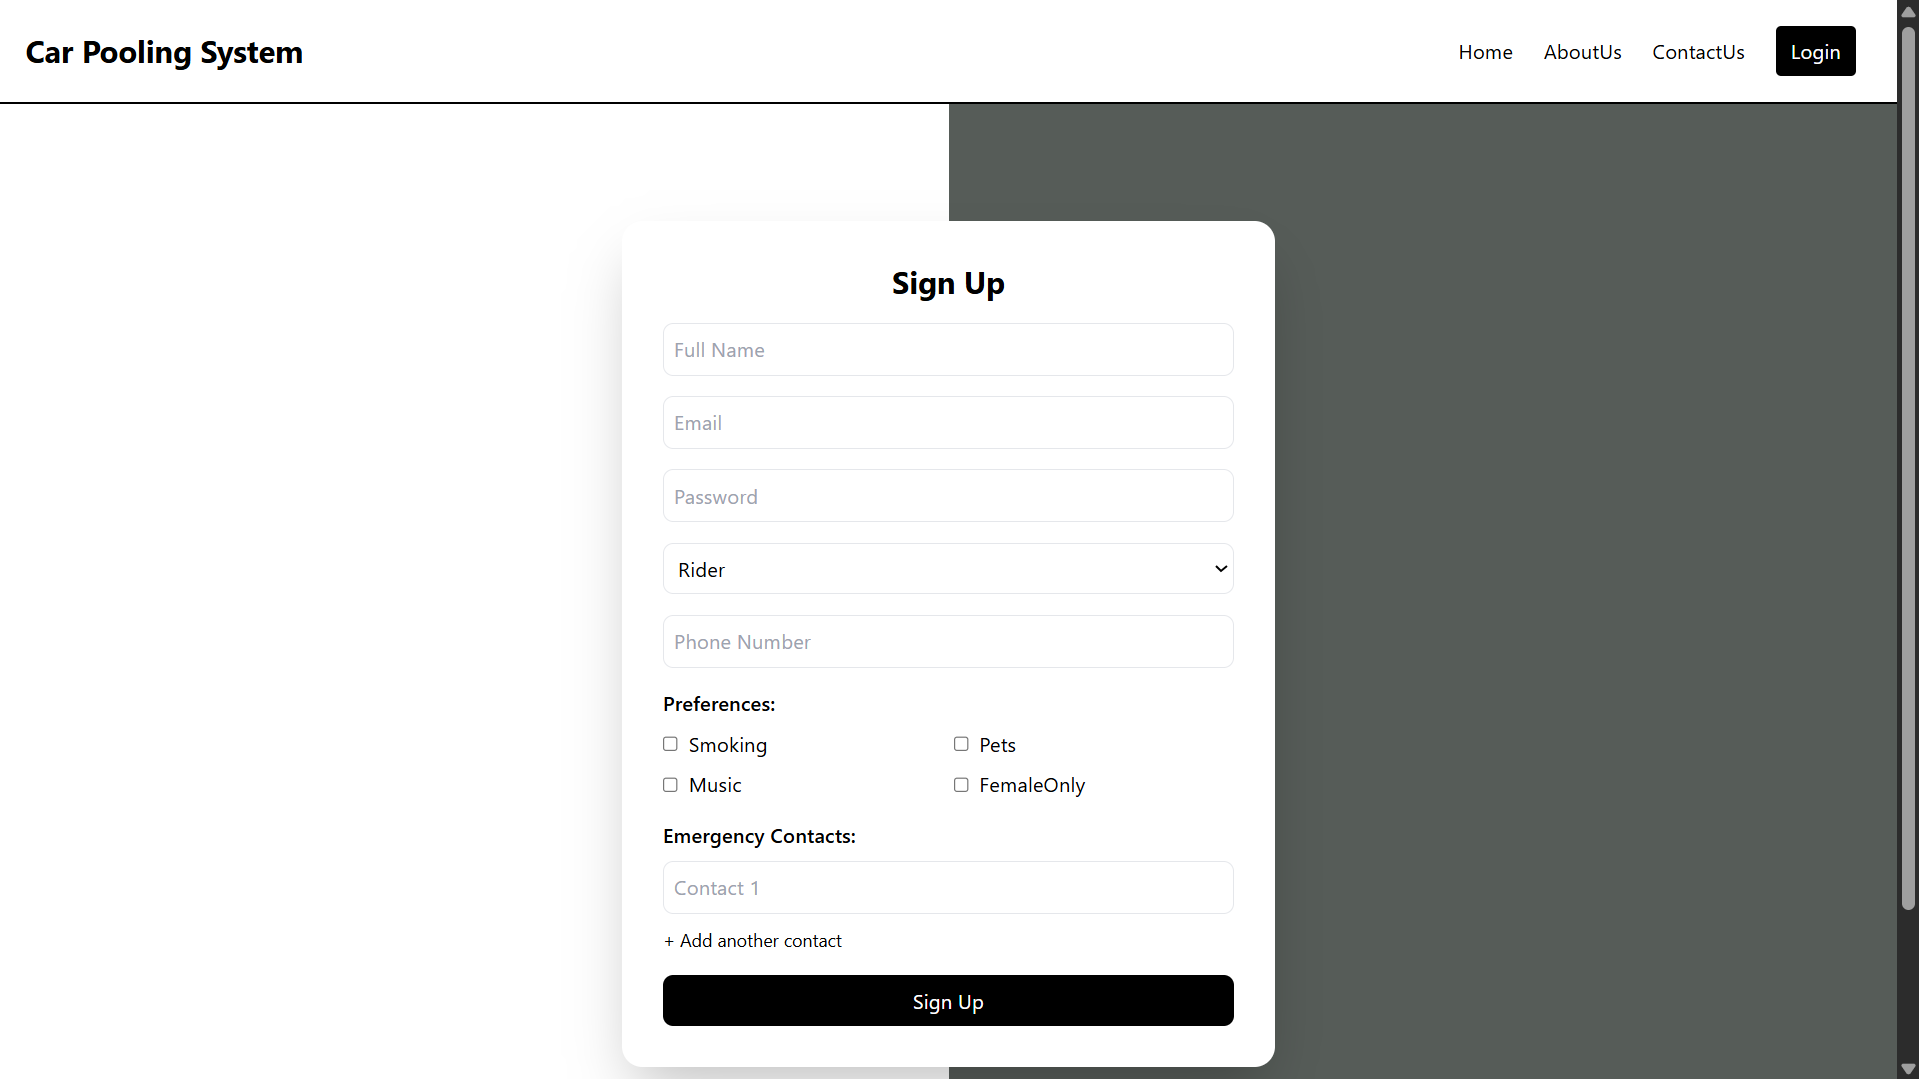 Car Pooling System
Home AboutUs ContactUs Login
Sign Up
Full Name
Email
Password
Rider
Phone Number
Preferences:
Smoking Pets
Music FemaleOnly
Emergency Contacts:
Contact 1
+ Add another contact
Sign Up